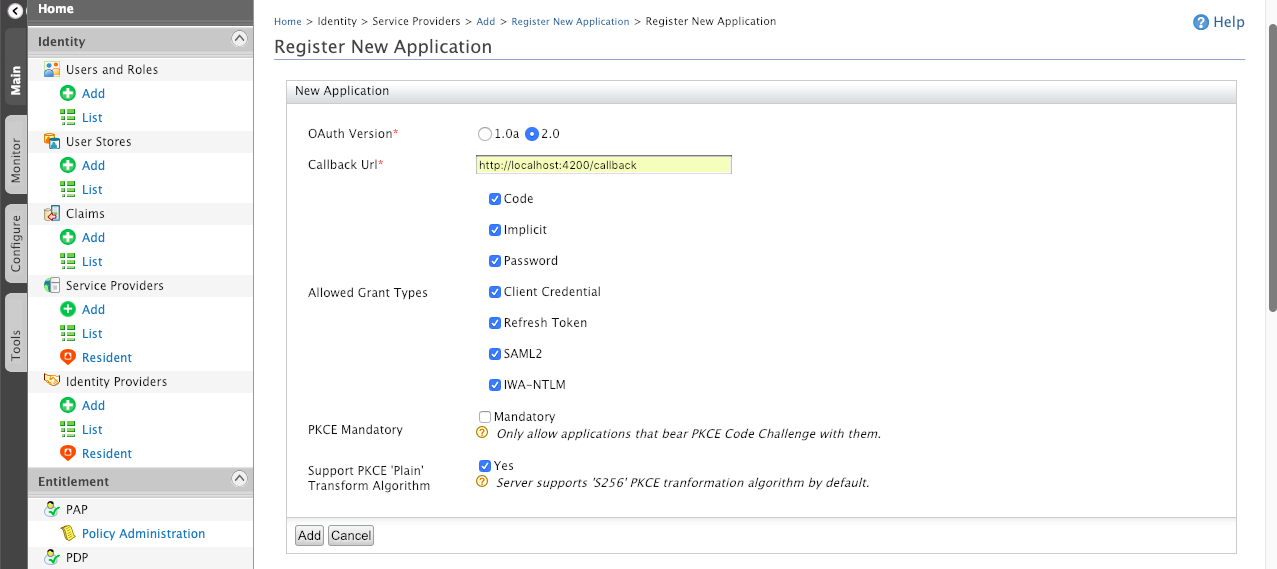 Home
Identity
Users and Roles
Add
List
User Stores
Add
List
Claims
Add
List
Service Providers
Add
List
Resident
Identity Providers
Add
List
Resident
Entitlement
PAP
Policy Administration
PDP
Main
Monitor
Configure
Tools
Home > Identity > Service Providers > Add > Register New Application > Register New Application
Help
Register New Application
New Application
OAuth Version* 1.0a 2.0
Callback Url* http://localhost:4200/callback
Allowed Grant Types
Code
Implicit
Password
Client Credential
Refresh Token
SAML2
IWA-NTLM
PKCE Mandatory
Mandatory
Only allow applications that bear PKCE Code Challenge with them.
Support PKCE 'Plain'
Transform Algorithm
Yes
Server supports 'S256' PKCE tranformation algorithm by default.
Add Cancel